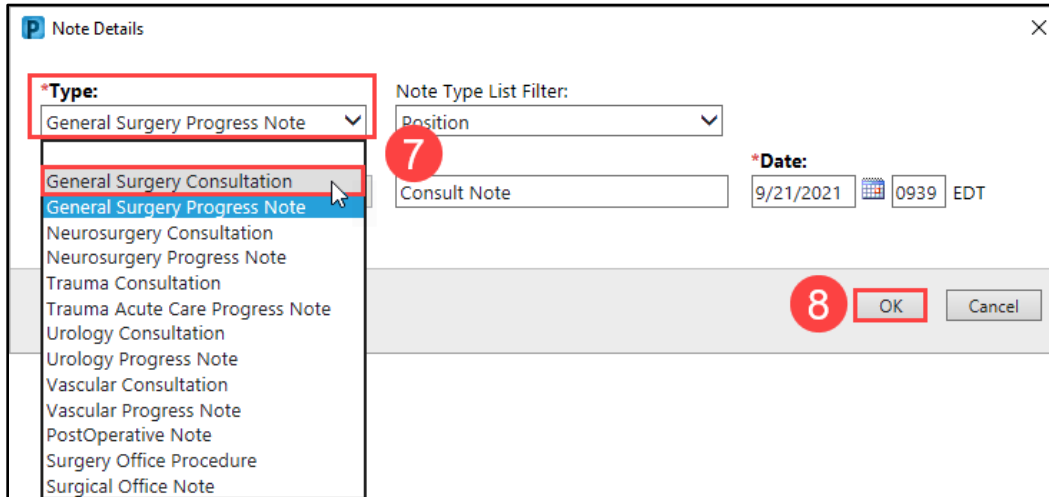 P Note Details
*Type:
Note Type List Filter:
General Surgery Progress Note
Position
7
*Date:
General Surgery Consultation
Consult Note
9/21/2021 0939 EDT
General Surgery Progress Note
Neurosurgery Consultation
Neurosurgery Progress Note
Trauma Consultation
Trauma Acute Care Progress Note
8 OK Cancel
Urology Consultation
Urology Progress Note
Vascular Consultation
Vascular Progress Note
PostOperative Note
Surgery Office Procedure
Surgical Office Note